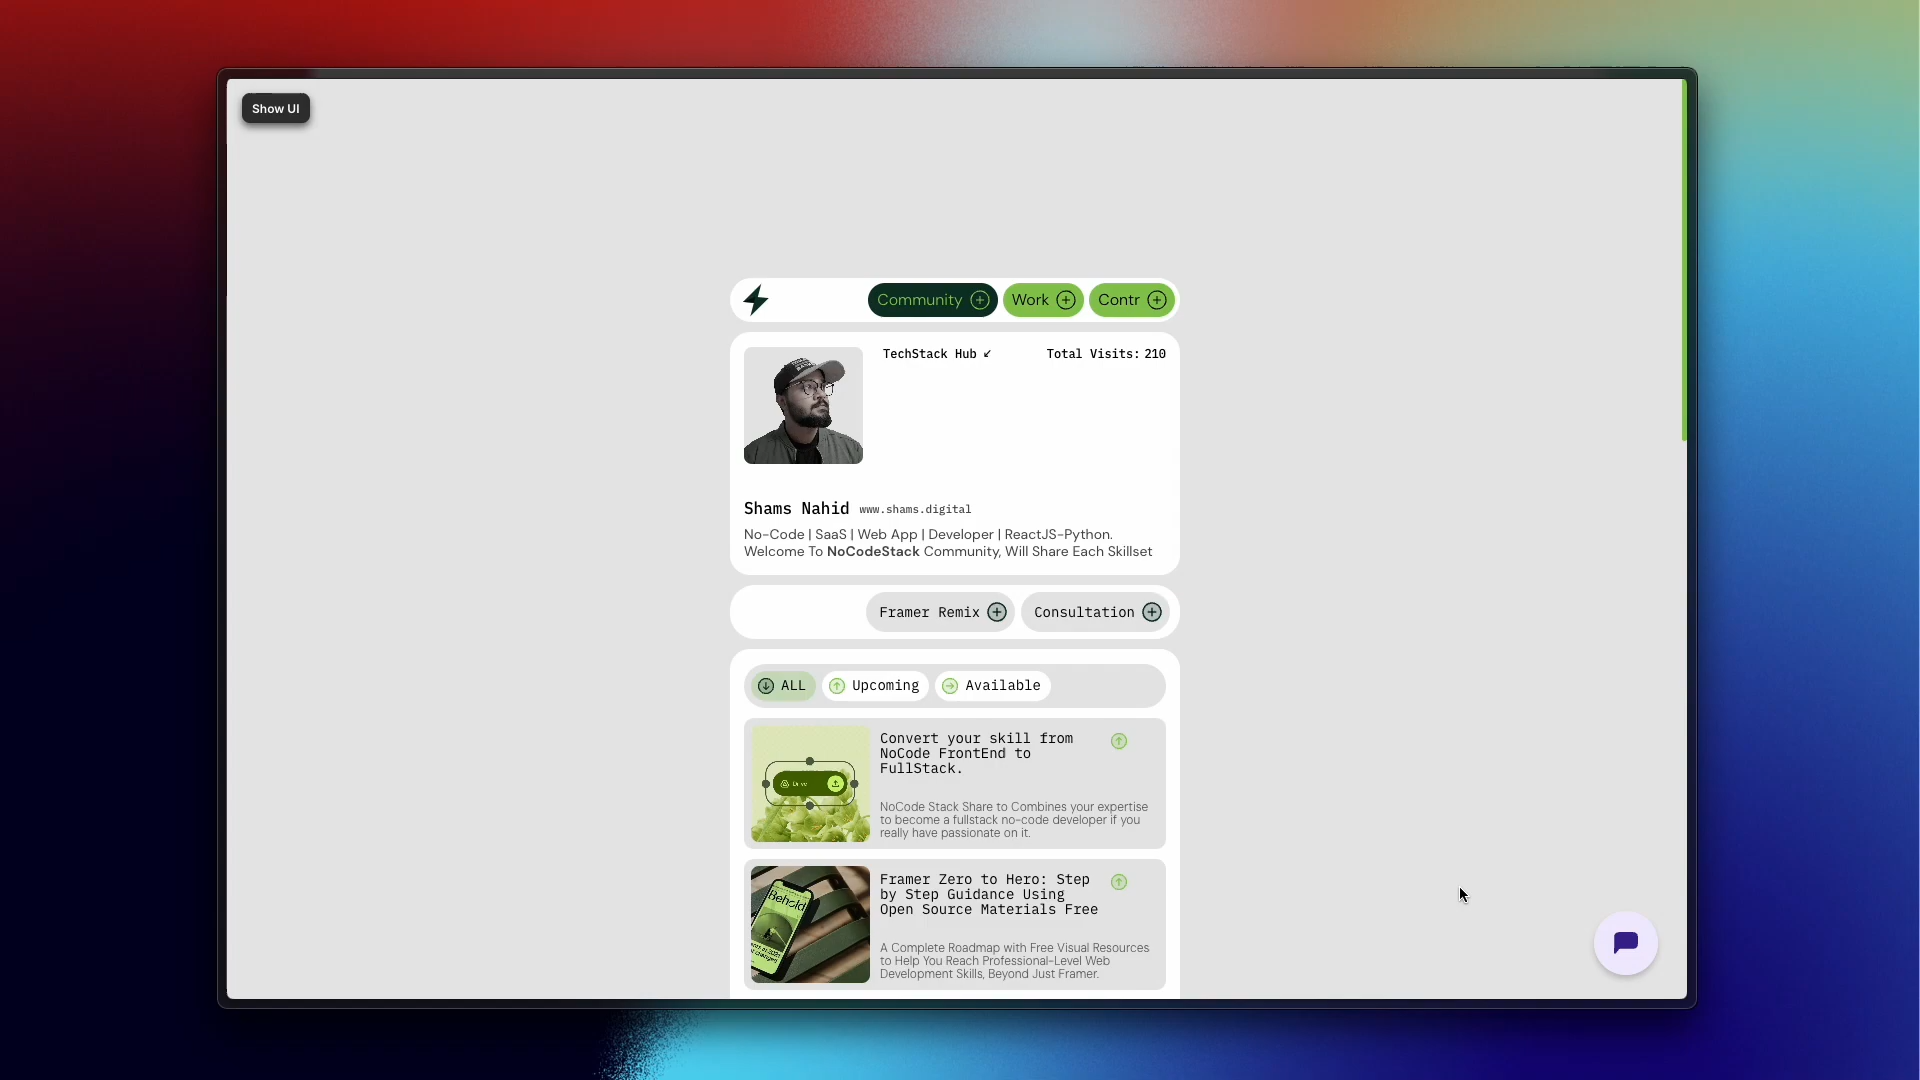 Show UI
Community
Work
Contr
TechStack Hub ↙
Total Visits: 210
Shams Nahid www.shams.digital
No-Code | SaaS | Web App | Developer | ReactJS-Python.
Welcome To NoCodeStack Community, Will Share Each Skillset
Framer Remix
Consultation
ALL
Upcoming
Available
Convert your skill from
NoCode FrontEnd to
FullStack.
Drive
NoCode Stack Share to Combines your expertise
to become a fullstack no-code developer if you
really have passionate on it.
Framer Zero to Hero: Step
by Step Guidance Using
Open Source Materials Free
Behold
A Complete Roadmap with Free Visual Resources
to Help You Reach Professional-Level Web
Development Skills, Beyond Just Framer.